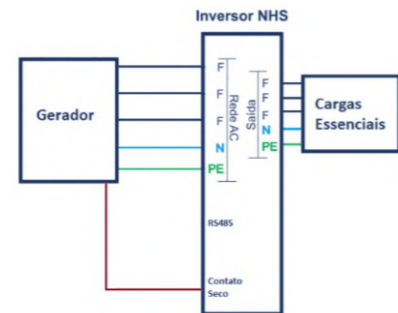 Inversor NHS
Gerador
F
F
F
N
PE
Rede AC
Saída
F
F
F
N
PE
Cargas
Essenciais
RS485
Contato
Seco